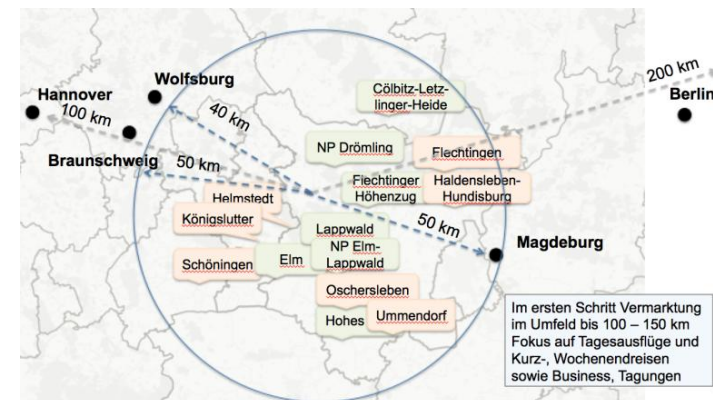 Hannover
Wolfsburg
Braunschweig
Magdeburg
Berlin
100 km
40 km
50 km
50 km
200 km
Cölbitz-Letz-
linger-Heide
NP Drömling
Flechtingen
Flechtinger
Höhenzug
Haldensleben-
Hundisburg
Helmstedt
Königslutter
Lappwald
NP Elm-
Lappwald
Elm
Schöningen
Oschersleben
Hohes
Ummendorf
Im ersten Schritt Vermarktung
im Umfeld bis 100 – 150 km
Fokus auf Tagesausflüge und
Kurz-, Wochenendreisen
sowie Business, Tagungen